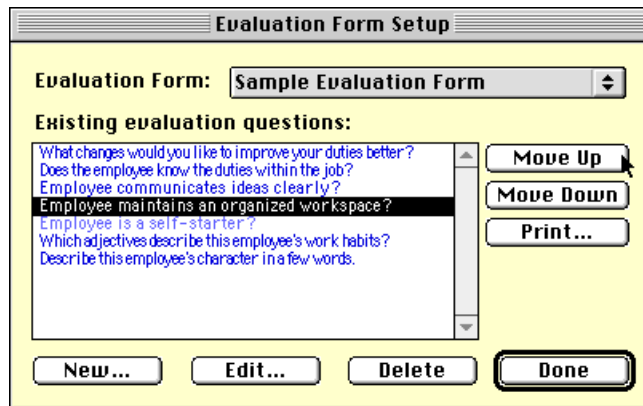 Evaluation Form Setup
Evaluation Form: Sample Evaluation Form
Existing evaluation questions:
What changes would you like to improve your duties better?
Does the employee know the duties within the job?
Employee communicates ideas clearly?
Employee maintains an organized workspace?
Employee is a self-starter?
Which adjectives describe this employee's work habits?
Describe this employee's character in a few words.
Move Up
Move Down
Print...
New... Edit... Delete Done